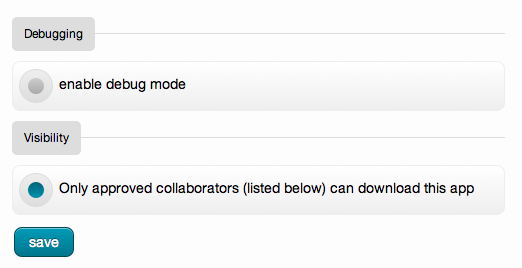 Debugging
enable debug mode
Visibility
Only approved collaborators (listed below) can download this app
save